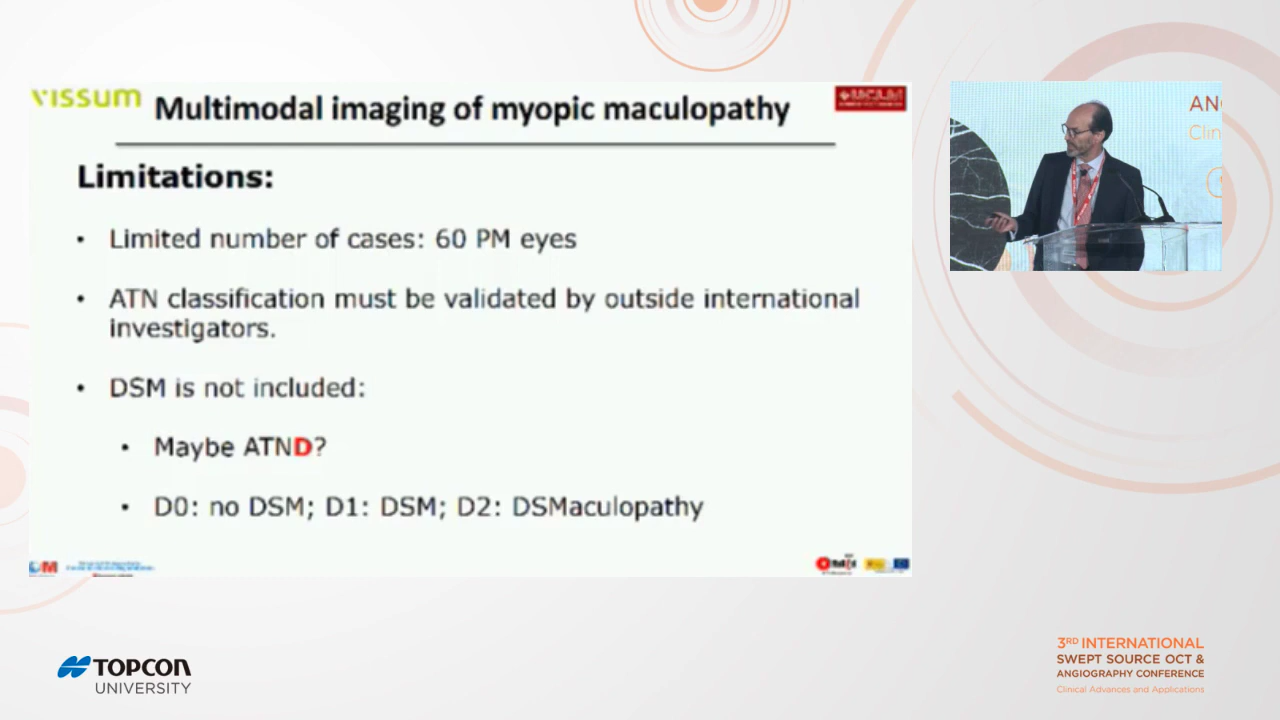 vissum
Multimodal imaging of myopic maculopathy
Limitations:
• Limited number of cases: 60 PM eyes
• ATN classification must be validated by outside international
investigators.
• DSM is not included:
• Maybe ATND?
• D0: no DSM; D1: DSM; D2: DSMaculopathy
AN
Clin
TOPCON
UNIVERSITY
3RD INTERNATIONAL
SWEPT SOURCE OCT &
ANGIOGRAPHY CONFERENCE
Clinical Advances and Applications